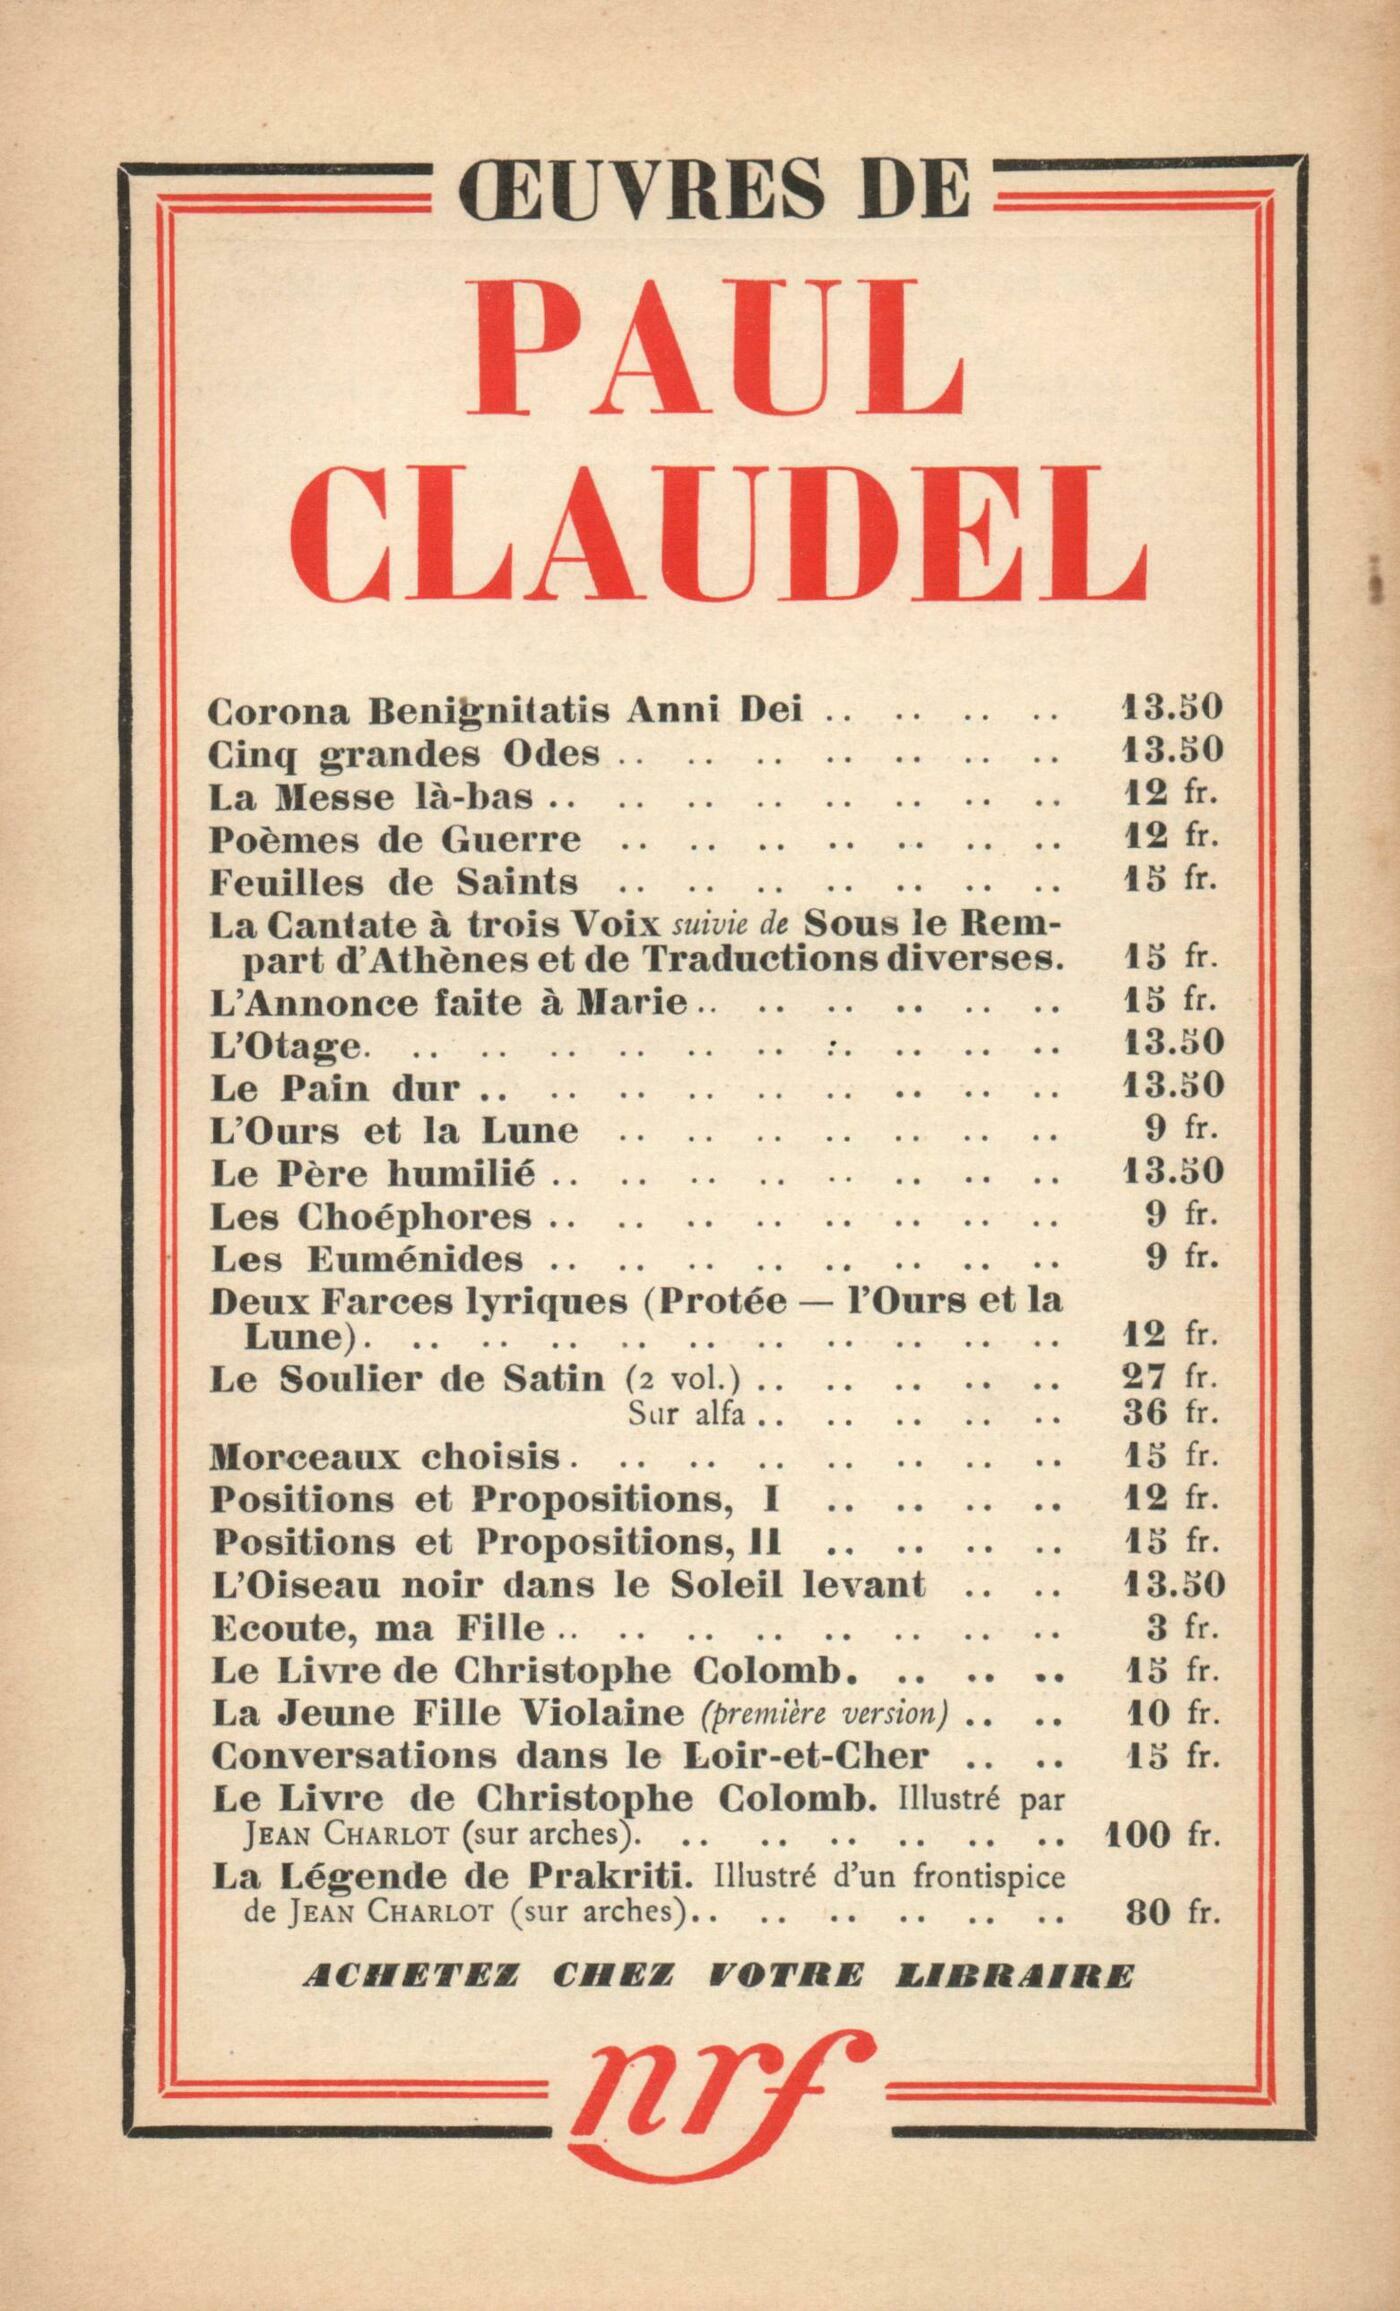 ŒUVRES DE
PAUL
CLAUDEL
Corona Benignitatis Anni Dei .. .. .. .. 13.50
Cinq grandes Odes .. .. .. .. .. .. .. 13.50
La Messe là-bas .. .. .. .. .. .. .. .. 12 fr.
Poèmes de Guerre .. .. .. .. .. .. .. 12 fr.
Feuilles de Saints .. .. .. .. .. .. .. 15 fr.
La Cantate à trois Voix suivie de Sous le Rem-
part d'Athènes et de Traductions diverses. 15 fr.
L'Annonce faite à Marie .. .. .. .. .. .. 15 fr.
L'Otage. .. .. .. .. .. .. :. .. .. .. 13.50
Le Pain dur .. .. .. .. .. .. .. .. .. 13.50
L'Ours et la Lune .. .. .. .. .. .. .. 9 fr.
Le Père humilié .. .. .. .. .. .. .. .. 13.50
Les Choéphores .. .. .. .. .. .. .. .. 9 fr.
Les Euménides .. .. .. .. .. .. .. .. 9 fr.
Deux Farces lyriques (Protée — l'Ours et la
Lune). .. .. .. .. .. .. .. .. .. .. 12 fr.
Le Soulier de Satin (2 vol.) .. .. .. .. .. 27 fr.
Sur alfa .. .. .. .. .. 36 fr.
Morceaux choisis. .. .. .. .. .. .. .. 15 fr.
Positions et Propositions, I .. .. .. .. 12 fr.
Positions et Propositions, II .. .. .. .. 15 fr.
L'Oiseau noir dans le Soleil levant .. .. 13.50
Ecoute, ma Fille .. .. .. .. .. .. .. .. 3 fr.
Le Livre de Christophe Colomb. .. .. .. 15 fr.
La Jeune Fille Violaine (première version) .. .. 10 fr.
Conversations dans le Loir-et-Cher .. .. 15 fr.
Le Livre de Christophe Colomb. Illustré par
JEAN CHARLOT (sur arches). .. .. .. .. .. .. 100 fr.
La Légende de Prakriti. Illustré d'un frontispice
de JEAN CHARLOT (sur arches).. .. .. .. .. .. 80 fr.
ACHETEZ CHEZ VOTRE LIBRAIRE
nrf